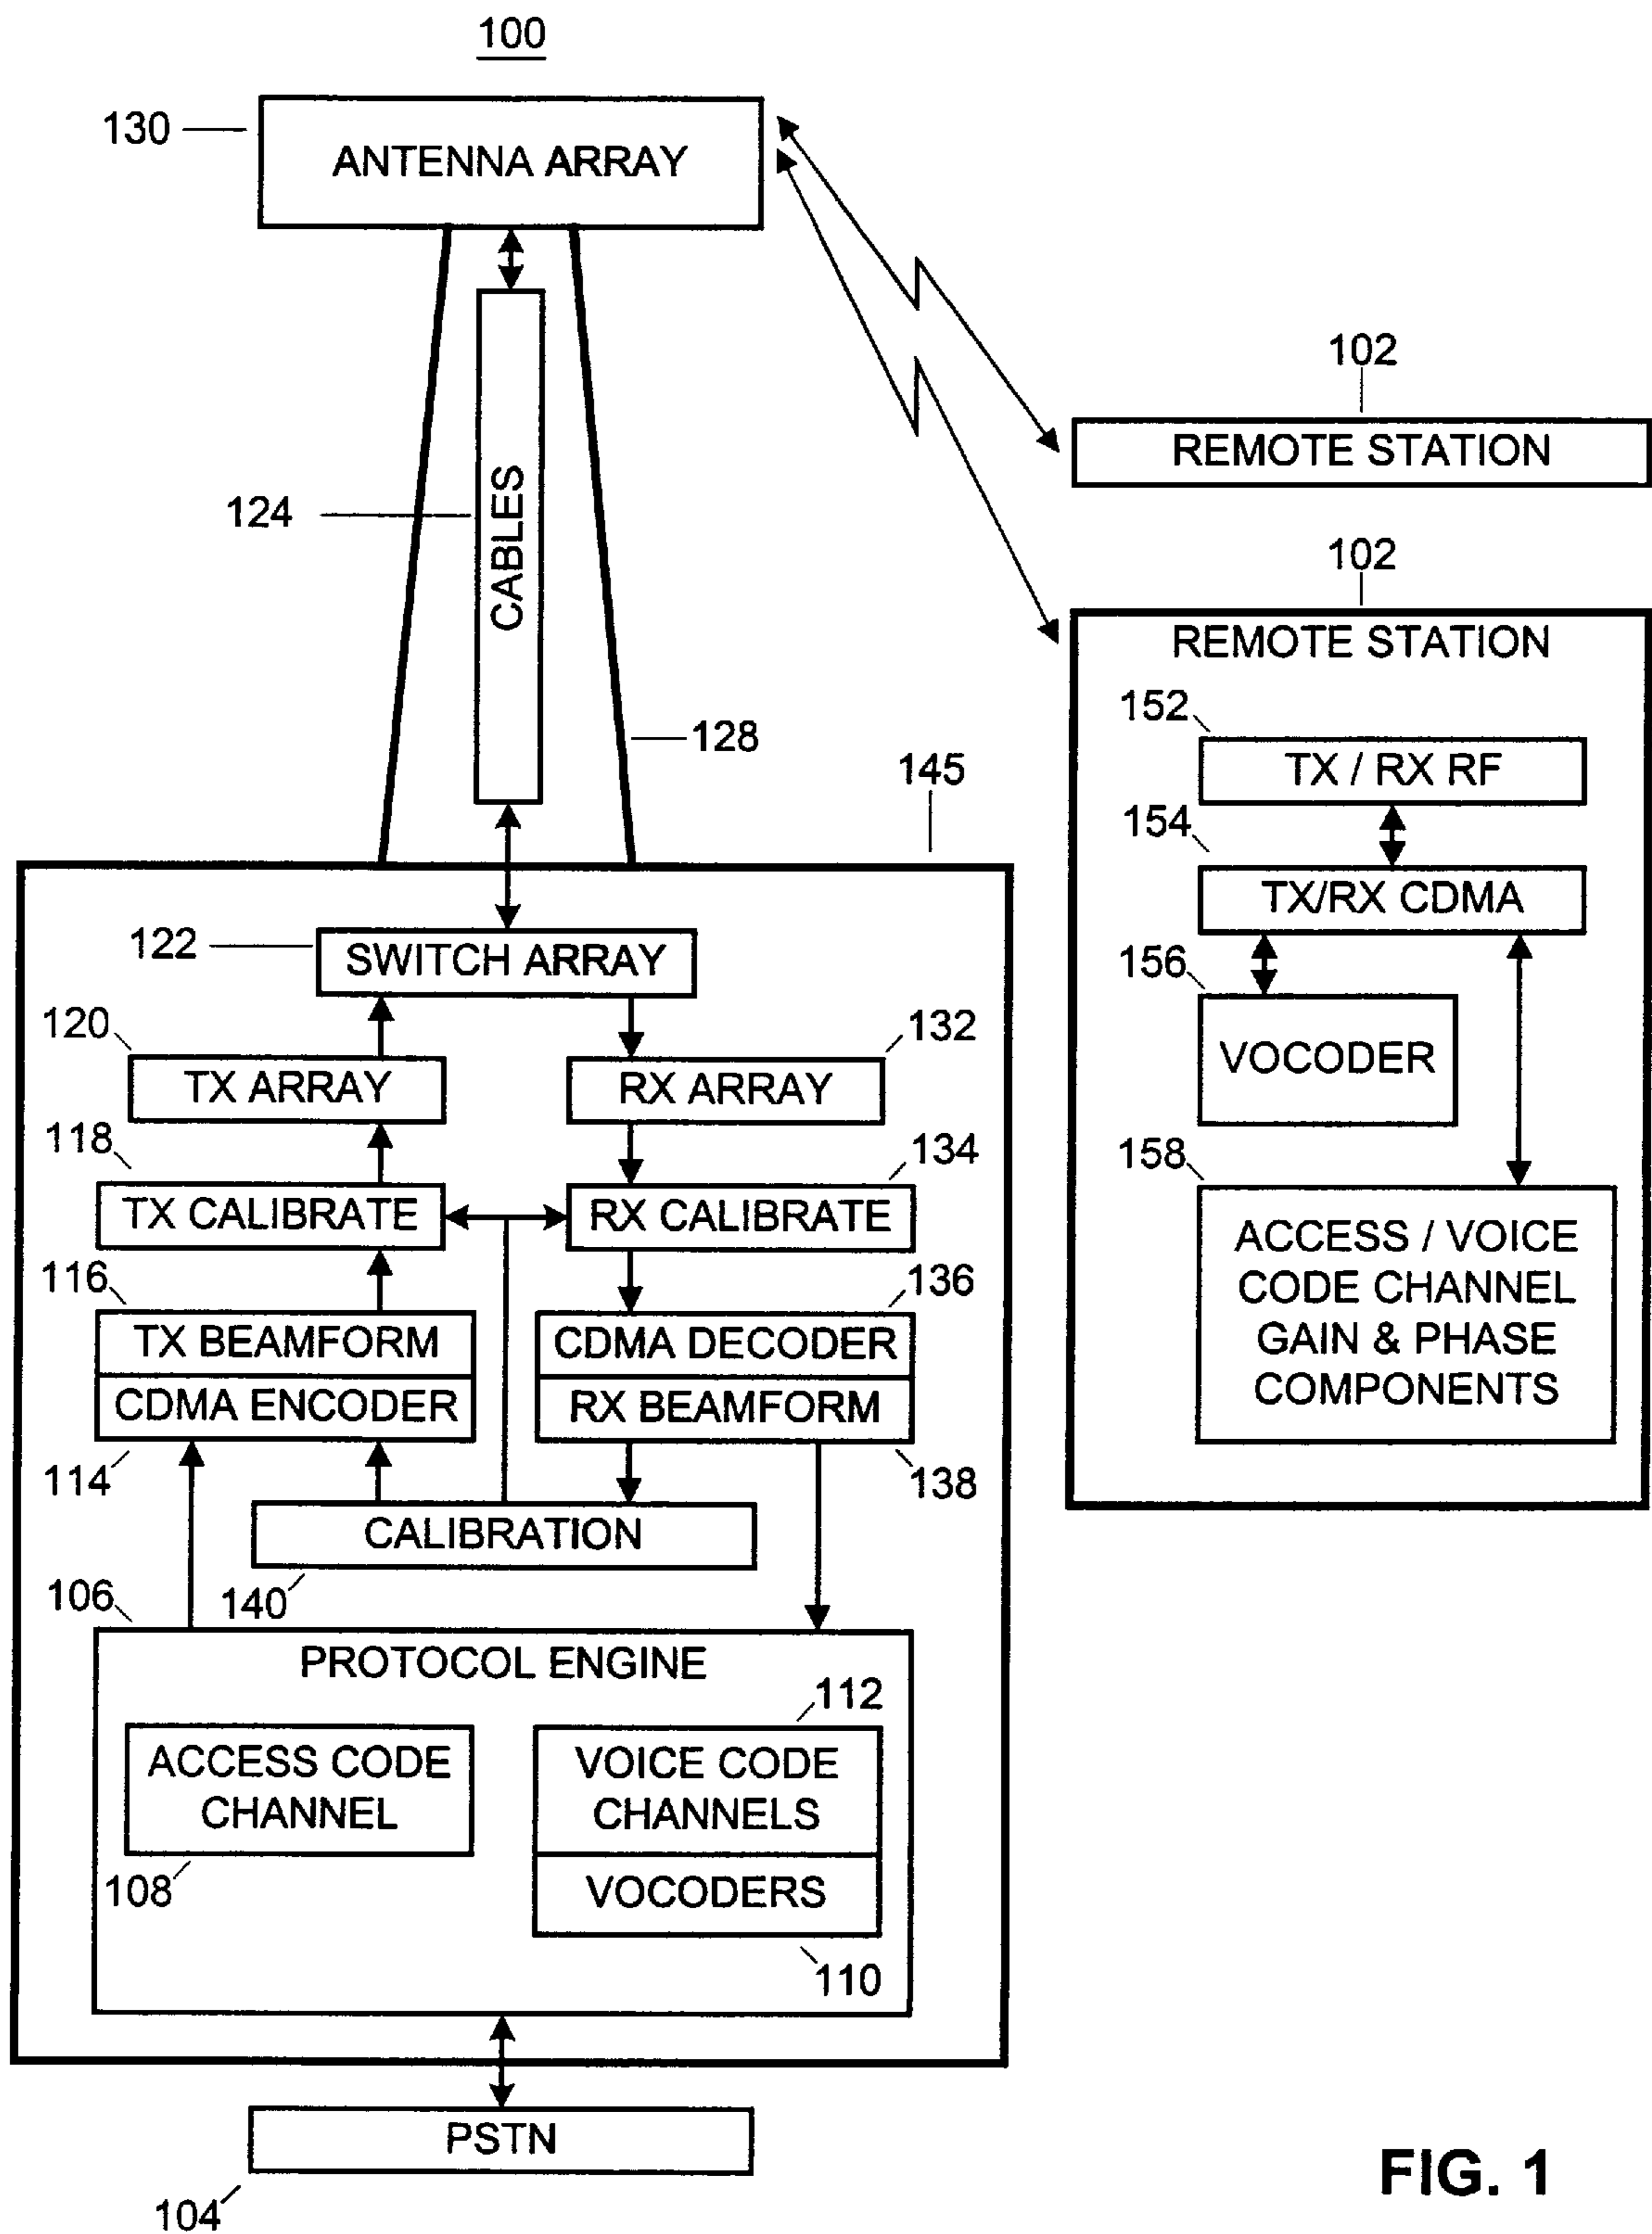 100
130
ANTENNA ARRAY
102
REMOTE STATION
124
CABLES
102
REMOTE STATION
128
145
152
TX / RX RF
154
TX/RX CDMA
156
VOCODER
158
ACCESS / VOICE
CODE CHANNEL
GAIN & PHASE
COMPONENTS
122
SWITCH ARRAY
120
TX ARRAY
132
RX ARRAY
118
TX CALIBRATE
134
RX CALIBRATE
116
TX BEAMFORM
CDMA ENCODER
114
136
CDMA DECODER
RX BEAMFORM
138
CALIBRATION
140
106
PROTOCOL ENGINE
ACCESS CODE
CHANNEL
108
112
VOICE CODE
CHANNELS
VOCODERS
110
PSTN
104
FIG. 1